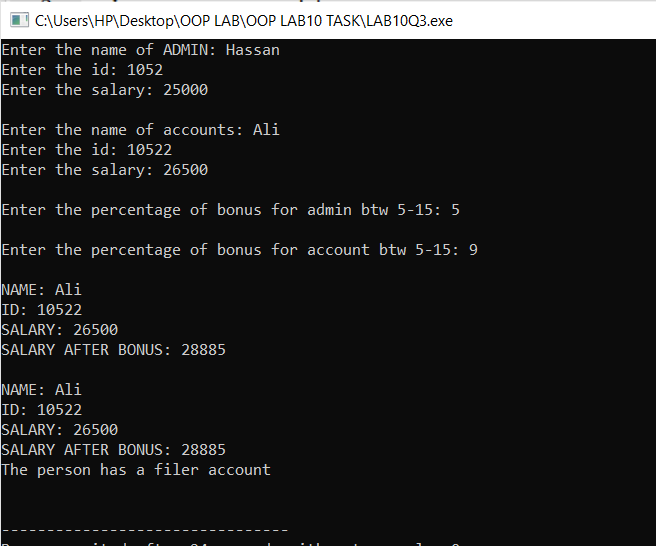 C:\Users\HP\Desktop\OOP LAB\OOP LAB10 TASK\LAB10Q3.exe
Enter the name of ADMIN: Hassan
Enter the id: 1052
Enter the salary: 25000
Enter the name of accounts: Ali
Enter the id: 10522
Enter the salary: 26500
Enter the percentage of bonus for admin btw 5-15: 5
Enter the percentage of bonus for account btw 5-15: 9
NAME: Ali
ID: 10522
SALARY: 26500
SALARY AFTER BONUS: 28885
NAME: Ali
ID: 10522
SALARY: 26500
SALARY AFTER BONUS: 28885
The person has a filer account
--------------------------------